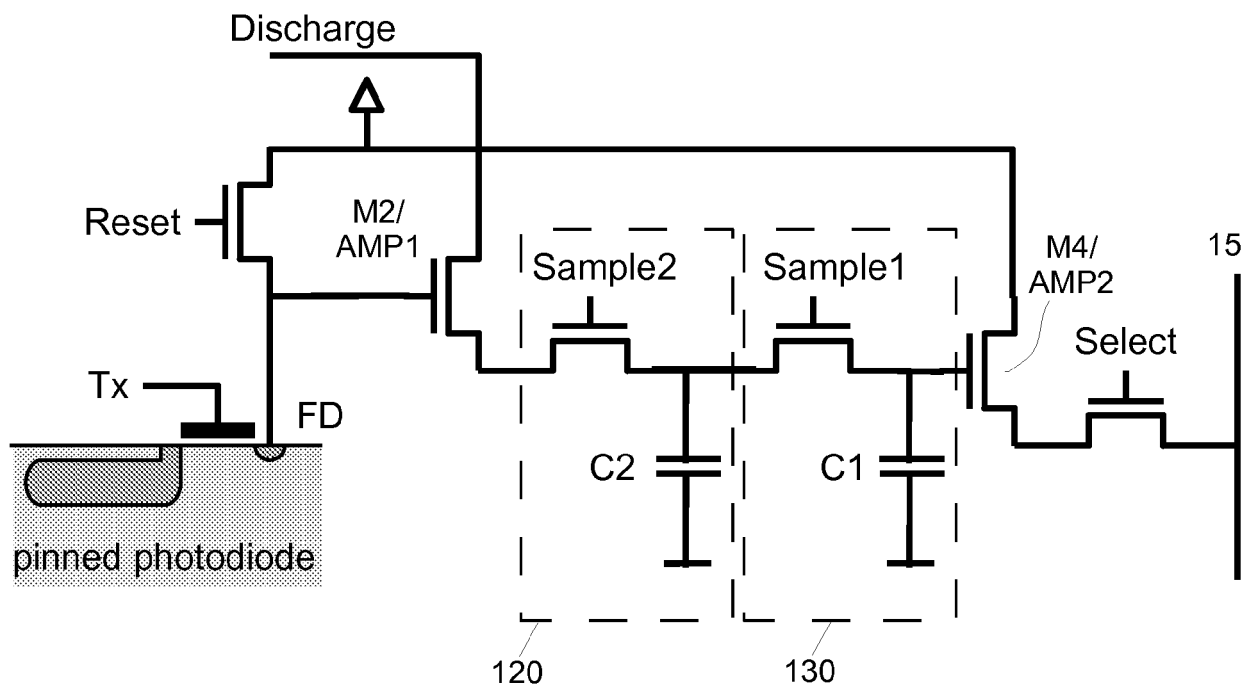 Discharge
Reset
M2/
AMP1
Sample2
Sample1
M4/
AMP2
15
Select
Tx
FD
C2
C1
pinned photodiode
120
130